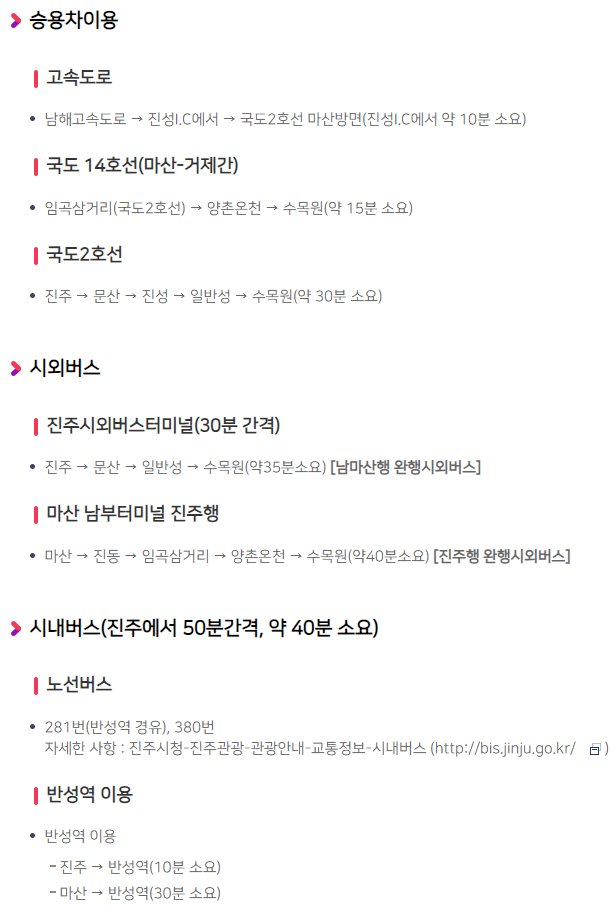 승용차이용
고속도로
남해고속도로 → 진성I.C에서 → 국도2호선 마산방면(진성I.C에서 약 10분 소요)
국도 14호선(마산-거제간)
임곡삼거리(국도2호선) → 양촌온천 → 수목원(약 15분 소요)
국도2호선
진주 → 문산 → 진성 → 일반성 → 수목원(약 30분 소요)
시외버스
진주시외버스터미널(30분 간격)
진주 → 문산 → 일반성 → 수목원(약35분소요) [남마산행 완행시외버스]
마산 남부터미널 진주행
마산 → 진동 → 임곡삼거리 → 양촌온천 → 수목원(약40분소요) [진주행 완행시외버스]
시내버스(진주에서 50분간격, 약 40분 소요)
노선버스
281번(반성역 경유), 380번
자세한 사항 : 진주시청-진주관광-관광안내-교통정보-시내버스 (http://bis.jinju.go.kr/ )
반성역 이용
반성역 이용
- 진주 → 반성역(10분 소요)
- 마산 → 반성역(30분 소요)